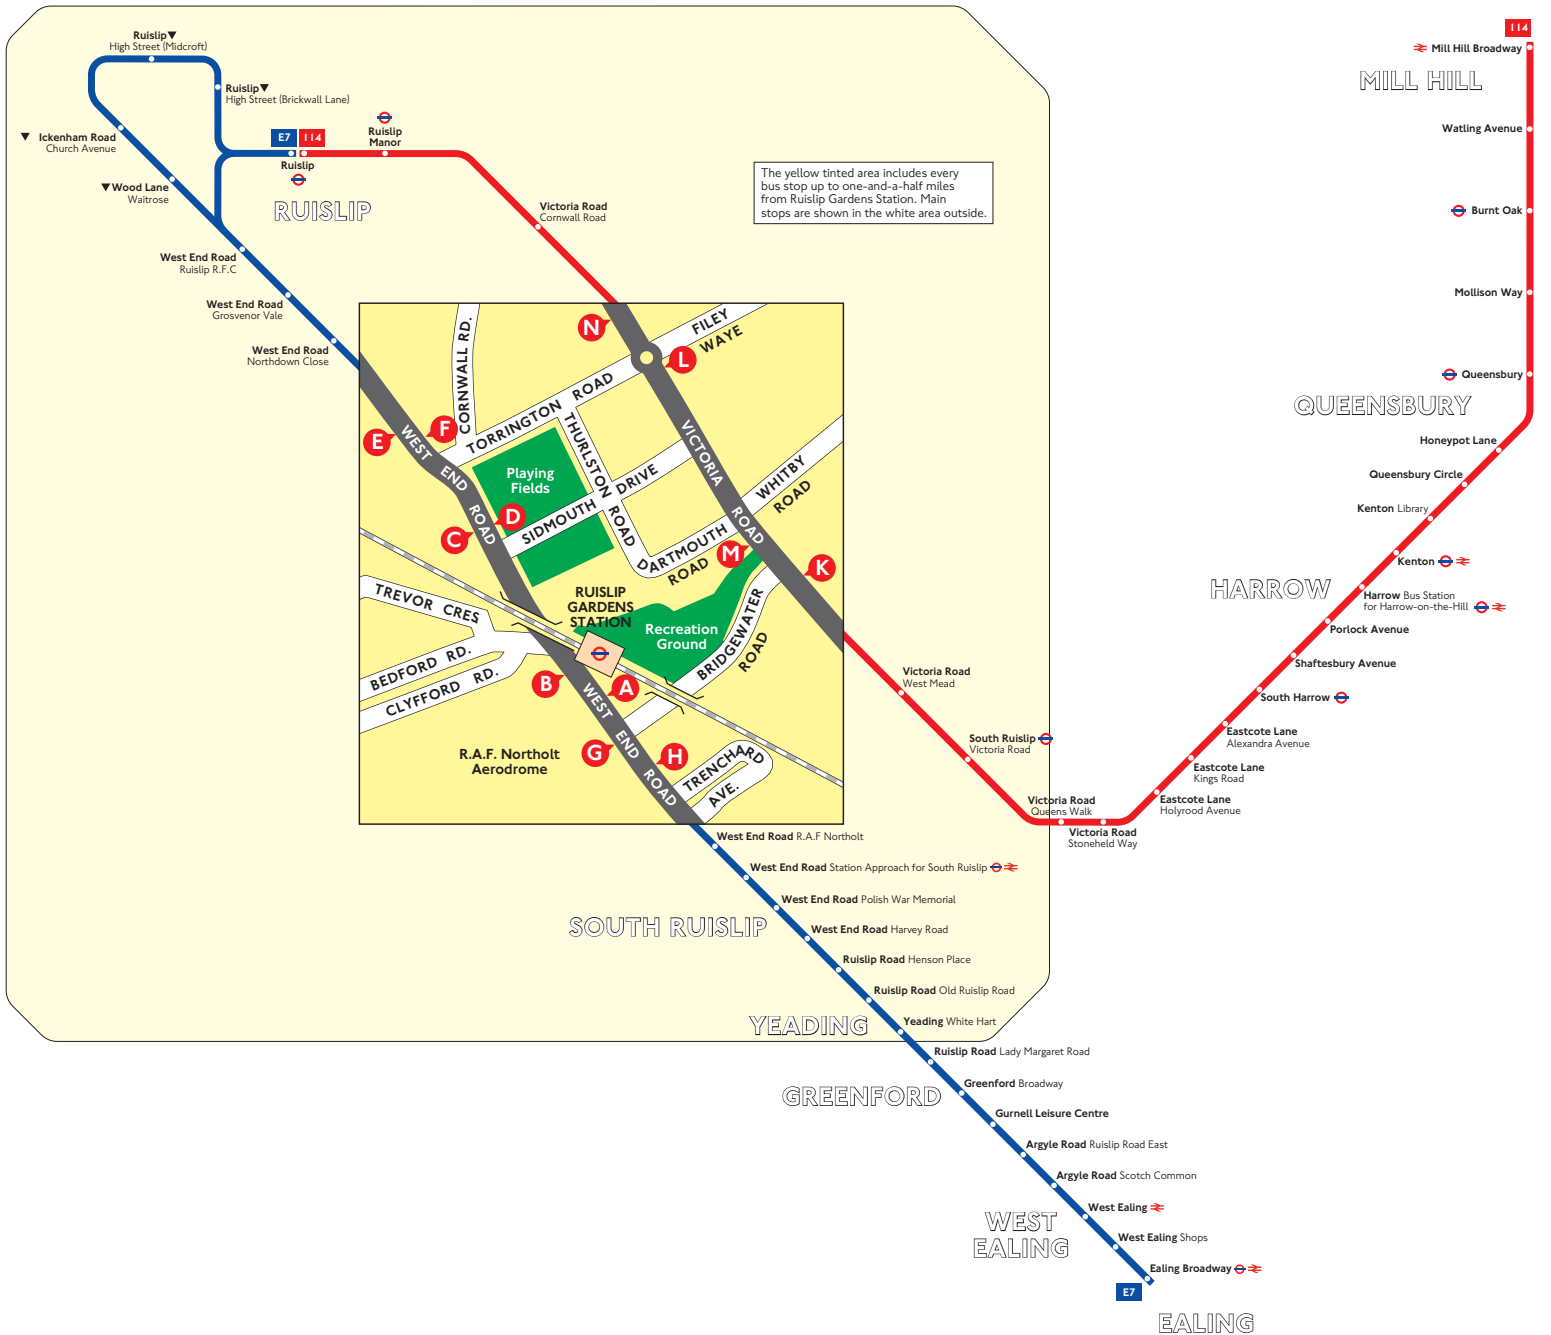 Ruislip▼
High Street (Midcroft)
Ruislip▼
High Street (Brickwall Lane)
▼ Ickenham Road
Church Avenue
▼Wood Lane
Waitrose
E7
114
Ruislip
Ruislip
Manor
RUISLIP
Victoria Road
Cornwall Road
The yellow tinted area includes every
bus stop up to one-and-a-half miles
from Ruislip Gardens Station. Main
stops are shown in the white area outside.
West End Road
Ruislip R.F.C
West End Road
Grosvenor Vale
West End Road
Northdown Close
114
Mill Hill Broadway
MILL HILL
Watling Avenue
Burnt Oak
Mollison Way
Queensbury
QUEENSBURY
Honeypot Lane
Queensbury Circle
Kenton Library
Kenton
HARROW
Harrow Bus Station
for Harrow-on-the-Hill
Porlock Avenue
Shaftesbury Avenue
South Harrow
Eastcote Lane
Alexandra Avenue
Eastcote Lane
Kings Road
Eastcote Lane
Holyrood Avenue
Victoria Road
Stoneheld Way
Victoria Road
Queens Walk
South Ruislip
Victoria Road
Victoria Road
West Mead
N
L
FILEY
WAYE
CORNWALL RD.
TORRINGTON ROAD
E
F
WEST END ROAD
THURLSTON ROAD
VICTORIA ROAD
Playing
Fields
SIDMOUTH DRIVE
WHITBY
ROAD
C
D
DARTMOUTH
ROAD
M
K
TREVOR CRES.
RUISLIP
GARDENS
STATION
Recreation
Ground
BRIDGEWATER
ROAD
BEDFORD RD.
CLYFFORD RD.
B
A
WEST END ROAD
G
H
R.A.F. Northolt
Aerodrome
TRENCHARD
AVE.
West End Road R.A.F Northolt
West End Road Station Approach for South Ruislip
West End Road Polish War Memorial
SOUTH RUISLIP
West End Road Harvey Road
Ruislip Road Henson Place
Ruislip Road Old Ruislip Road
YEADING
Yeading White Hart
Ruislip Road Lady Margaret Road
Greenford Broadway
GREENFORD
Gurnell Leisure Centre
Argyle Road Ruislip Road East
Argyle Road Scotch Common
West Ealing
WEST
EALING
West Ealing Shops
Ealing Broadway
E7
EALING